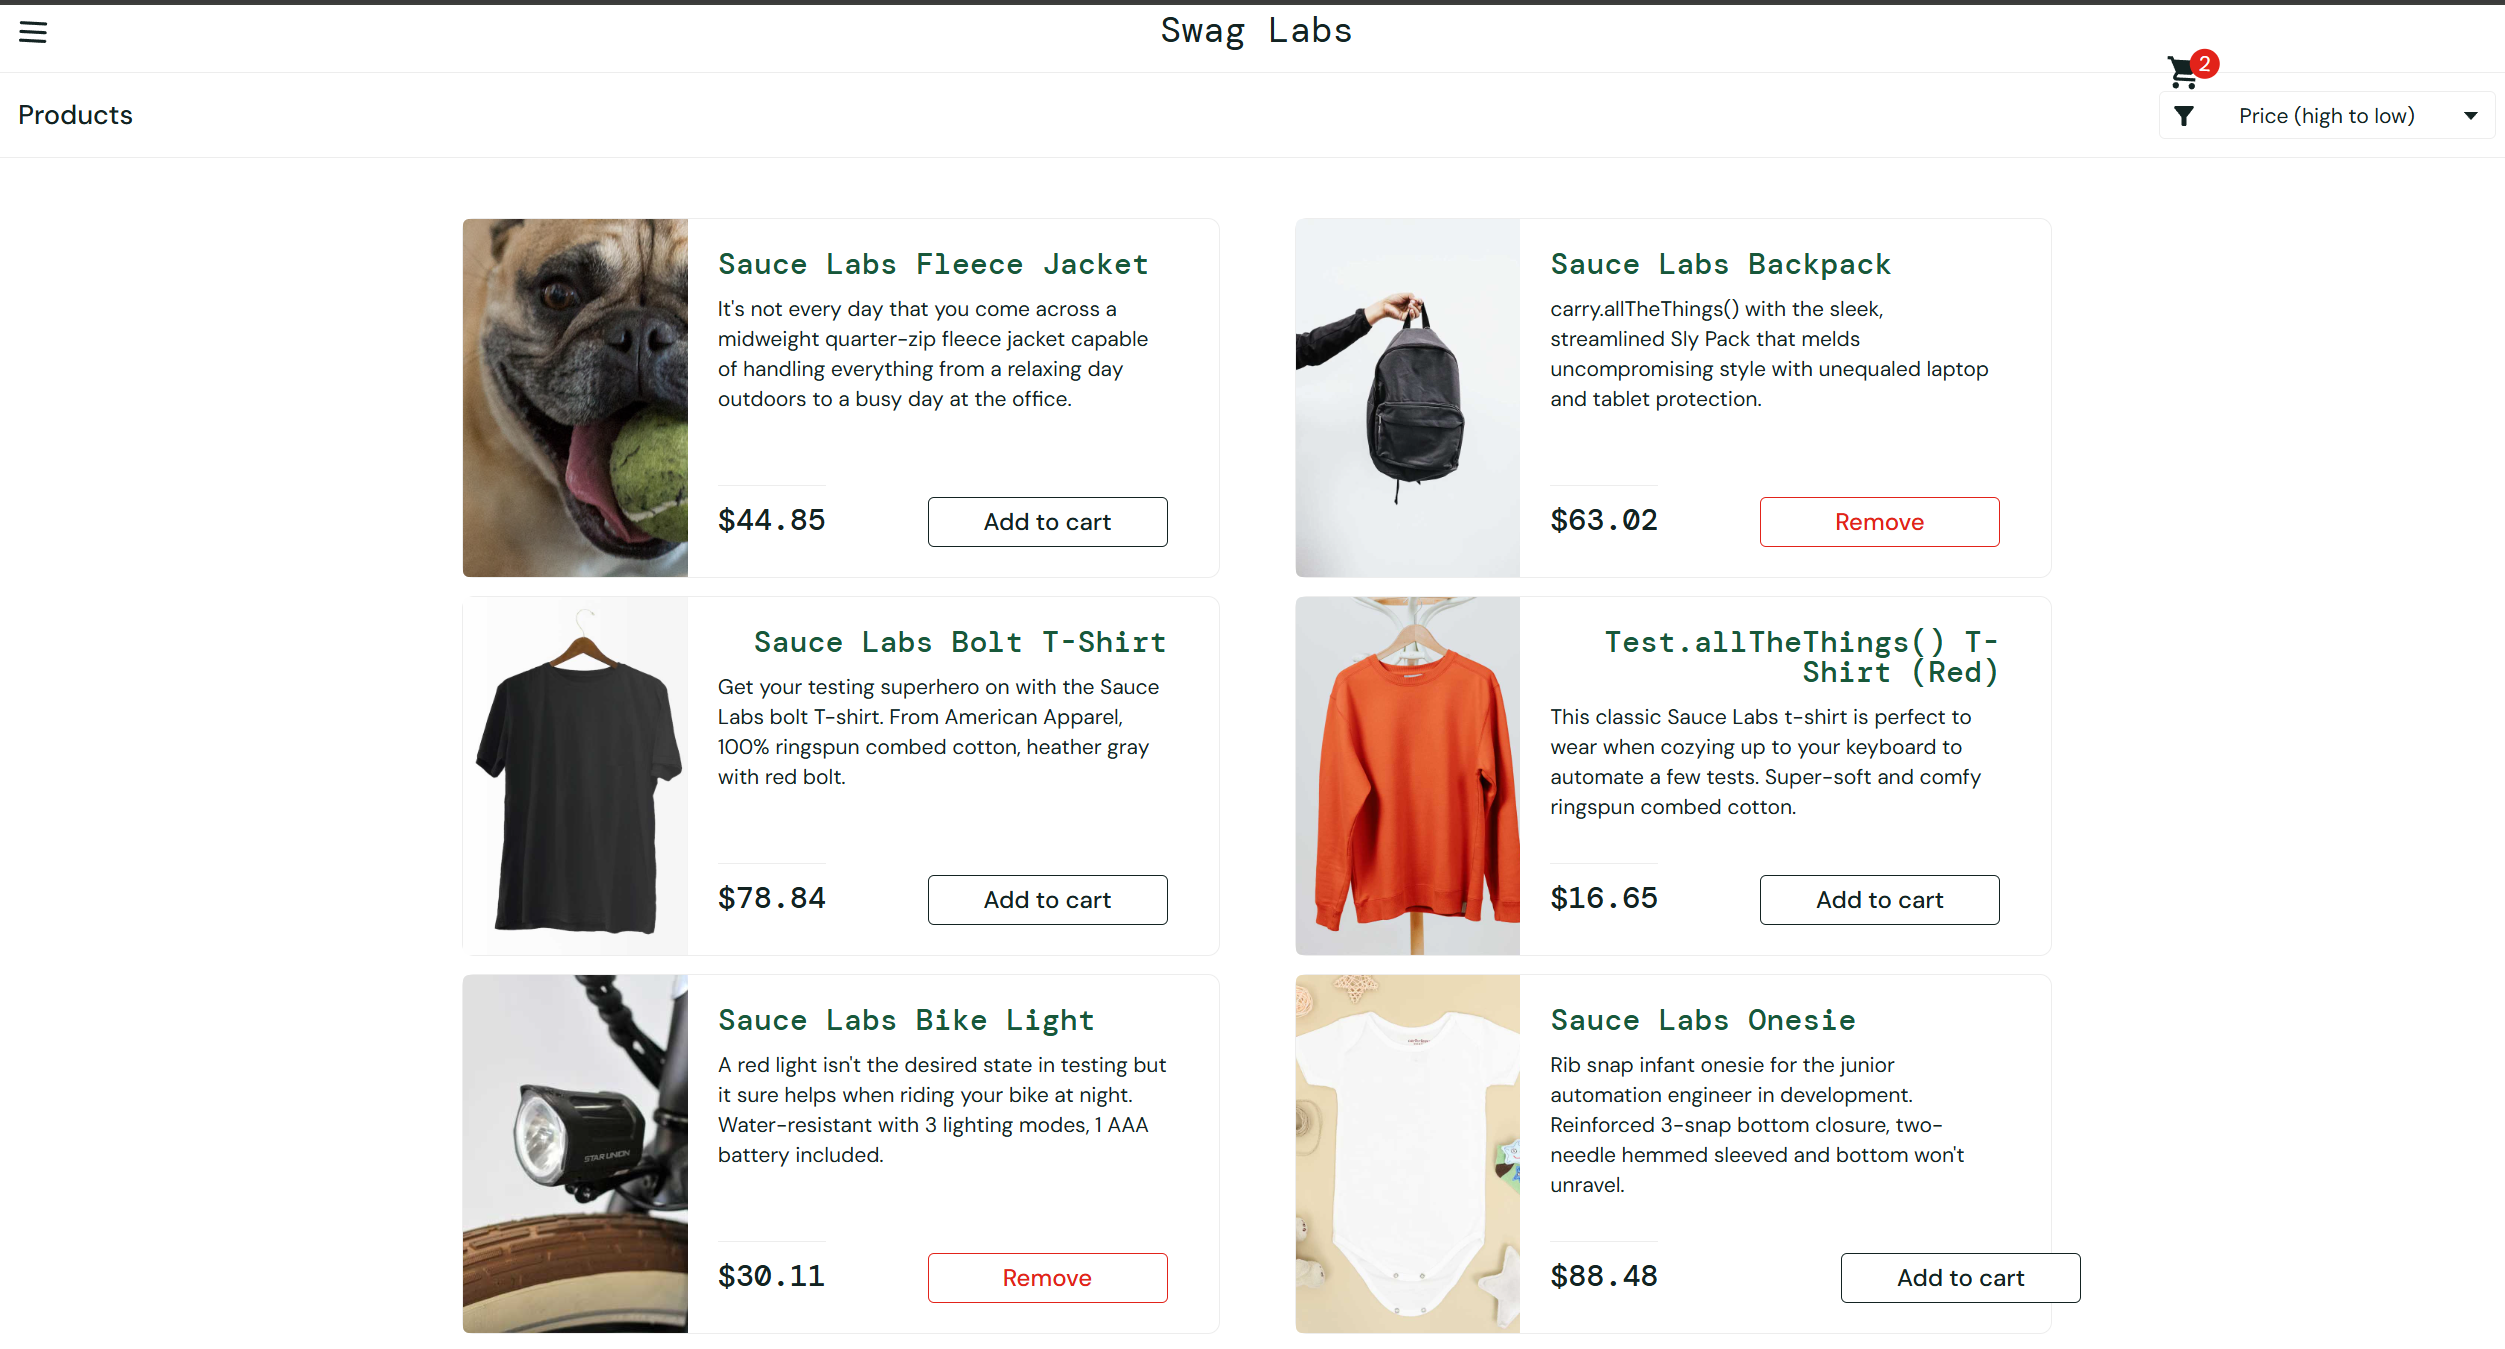 Swag Labs
2
Products
Price (high to low)
Sauce Labs Fleece Jacket
It's not every day that you come across a
midweight quarter-zip fleece jacket capable
of handling everything from a relaxing day
outdoors to a busy day at the office.
$44.85
Add to cart
Sauce Labs Backpack
carry.allTheThings() with the sleek,
streamlined Sly Pack that melds
uncompromising style with unequaled laptop
and tablet protection.
$63.02
Remove
Sauce Labs Bolt T-Shirt
Get your testing superhero on with the Sauce
Labs bolt T-shirt. From American Apparel,
100% ringspun combed cotton, heather gray
with red bolt.
$78.84
Add to cart
Test.allTheThings() T-
Shirt (Red)
This classic Sauce Labs t-shirt is perfect to
wear when cozying up to your keyboard to
automate a few tests. Super-soft and comfy
ringspun combed cotton.
$16.65
Add to cart
STAR UNION
Sauce Labs Bike Light
A red light isn't the desired state in testing but
it sure helps when riding your bike at night.
Water-resistant with 3 lighting modes, 1 AAA
battery included.
$30.11
Remove
Sauce Labs Onesie
Rib snap infant onesie for the junior
automation engineer in development.
Reinforced 3-snap bottom closure, two-
needle hemmed sleeved and bottom won't
unravel.
$88.48
Add to cart